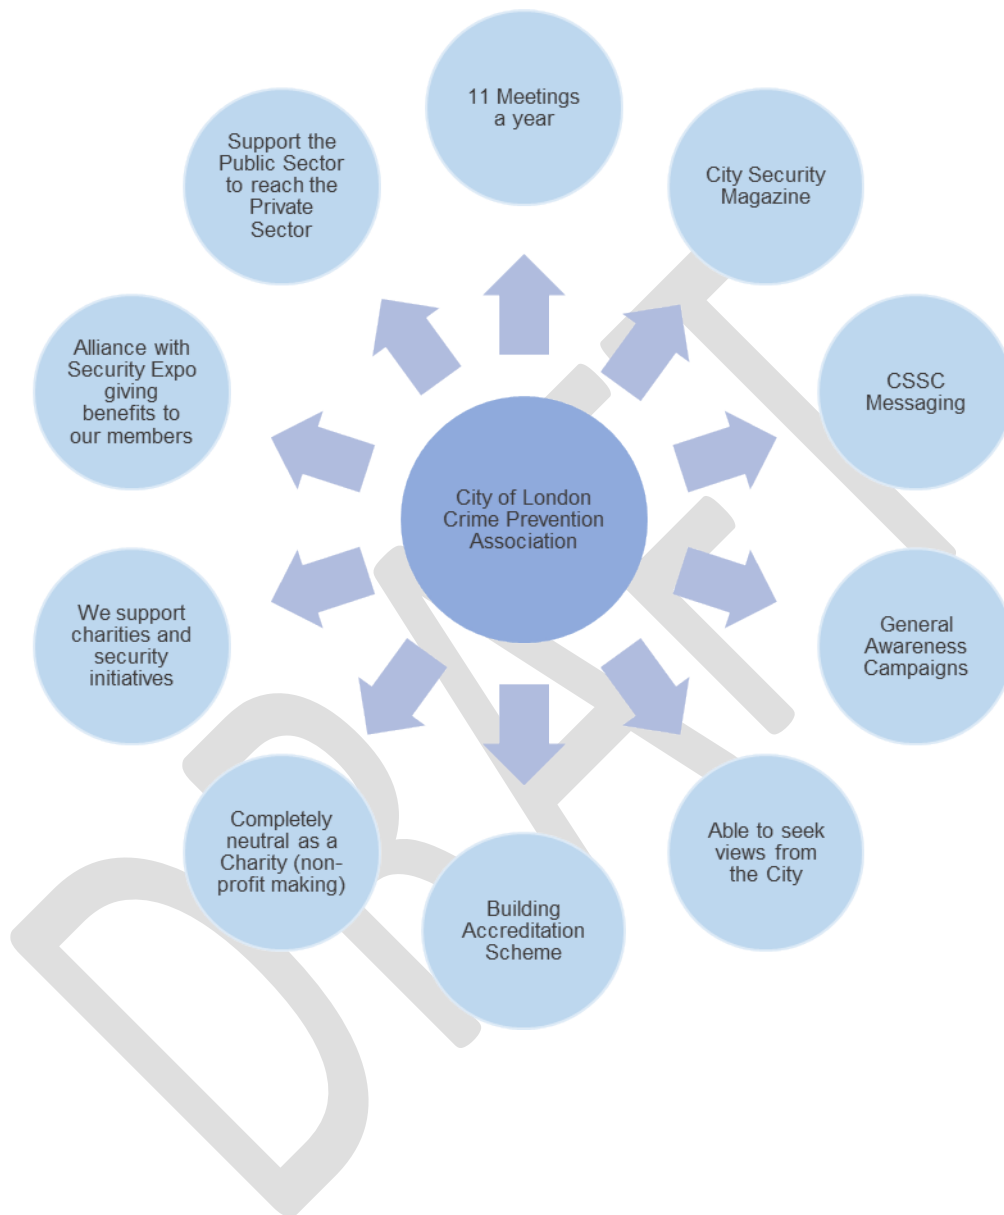 11 Meetings
a year
City Security
Magazine
CSSC
Messaging
General
Awareness
Campaigns
Able to seek
views from
the City
Building
Accreditation
Scheme
Completely
neutral as a
Charity (non-
profit making)
We support
charities and
security
initiatives
Alliance with
Security Expo
giving
benefits to
our members
Support the
Public Sector
to reach the
Private
Sector
City of London
Crime Prevention
Association
DRAFT